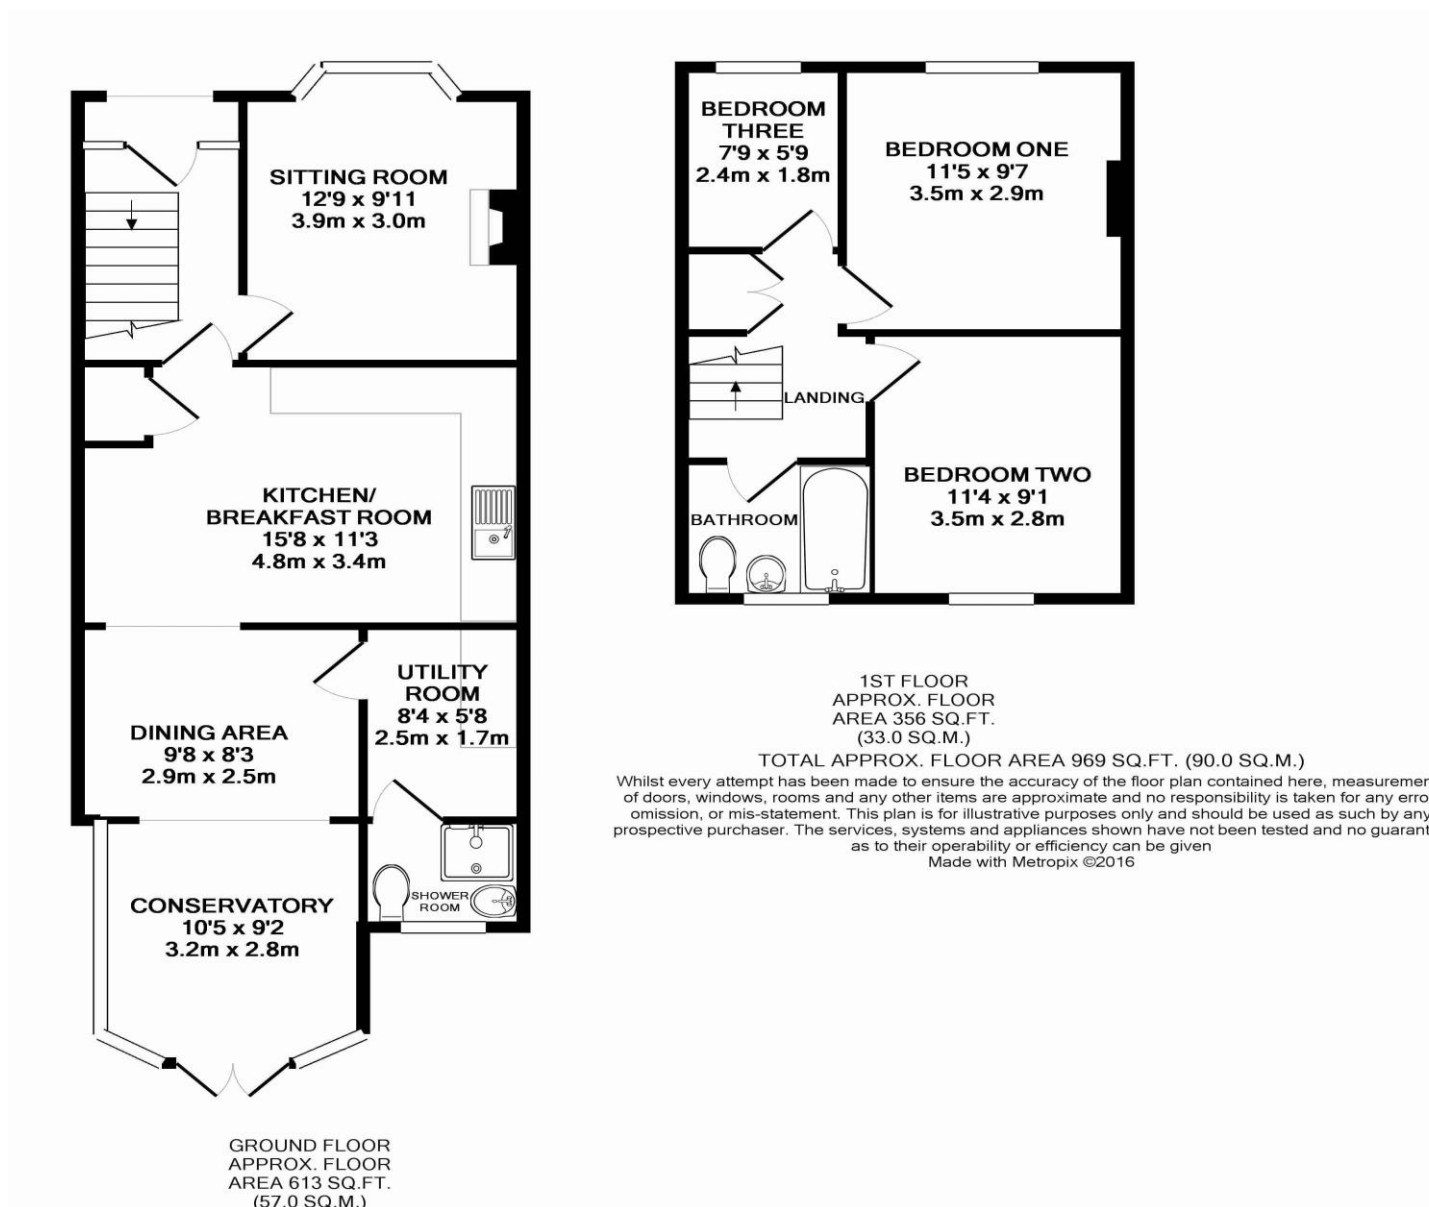 SITTING ROOM
12'9 x 9'11
3.9m x 3.0m
KITCHEN/
BREAKFAST ROOM
15'8 x 11'3
4.8m x 3.4m
UTILITY
ROOM
8'4 x 5'8
2.5m x 1.7m
DINING AREA
9'8 x 8'3
2.9m x 2.5m
SHOWER
ROOM
CONSERVATORY
10'5 x 9'2
3.2m x 2.8m
GROUND FLOOR
APPROX. FLOOR
AREA 613 SQ.FT.
(57.0 SQ.M.)
BEDROOM
THREE
7'9 x 5'9
2.4m x 1.8m
BEDROOM ONE
11'5 x 9'7
3.5m x 2.9m
LANDING
BEDROOM TWO
11'4 x 9'1
3.5m x 2.8m
BATHROOM
1ST FLOOR
APPROX. FLOOR
AREA 356 SQ.FT.
(33.0 SQ.M.)
TOTAL APPROX. FLOOR AREA 969 SQ.FT. (90.0 SQ.M.)
Whilst every attempt has been made to ensure the accuracy of the floor plan contained here,
of doors, windows, rooms and any other items are approximate and no responsibility is taken for any
omission, or mis-statement. This plan is for illustrative purposes only and should be used as such by any
prospective purchaser. The services, systems and appliances shown have not been tested and no
as to their operability or efficiency can be given
Made with Metropix ©2016